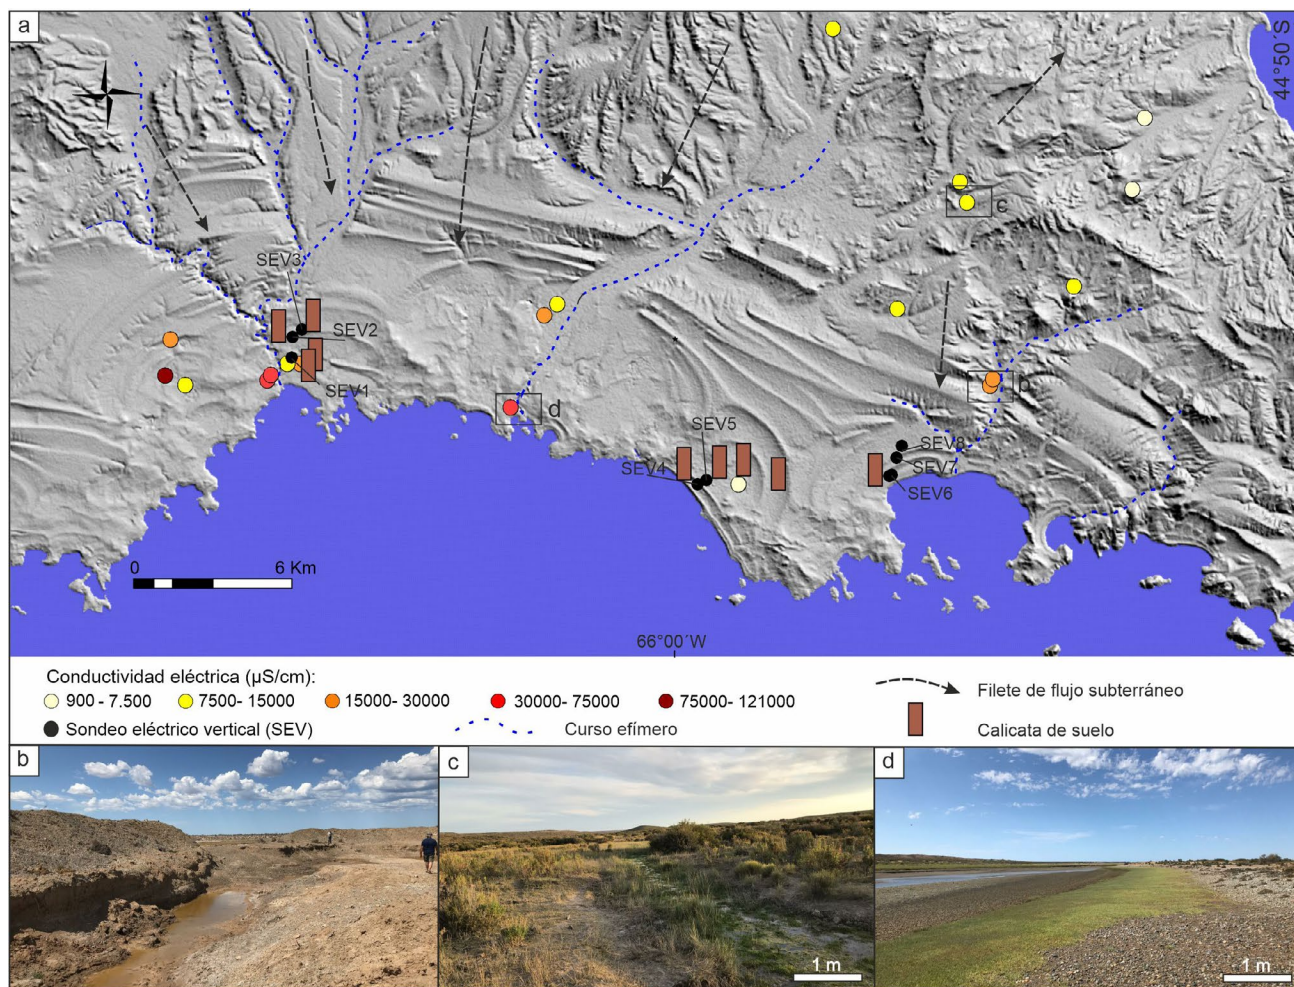 a
44°50´S
c
SEV3
SEV2
SEV1
b
d
SEV5
SEV4
SEV8
SEV7
SEV6
0 6 Km
66°00´W
Conductividad eléctrica (µS/cm):
900 - 7.500 7500- 15000 15000- 30000 30000- 75000 75000- 121000
Sondeo eléctrico vertical (SEV) Curso efímero
Filete de flujo subterráneo
Calicata de suelo
b
c
1 m
d
1 m